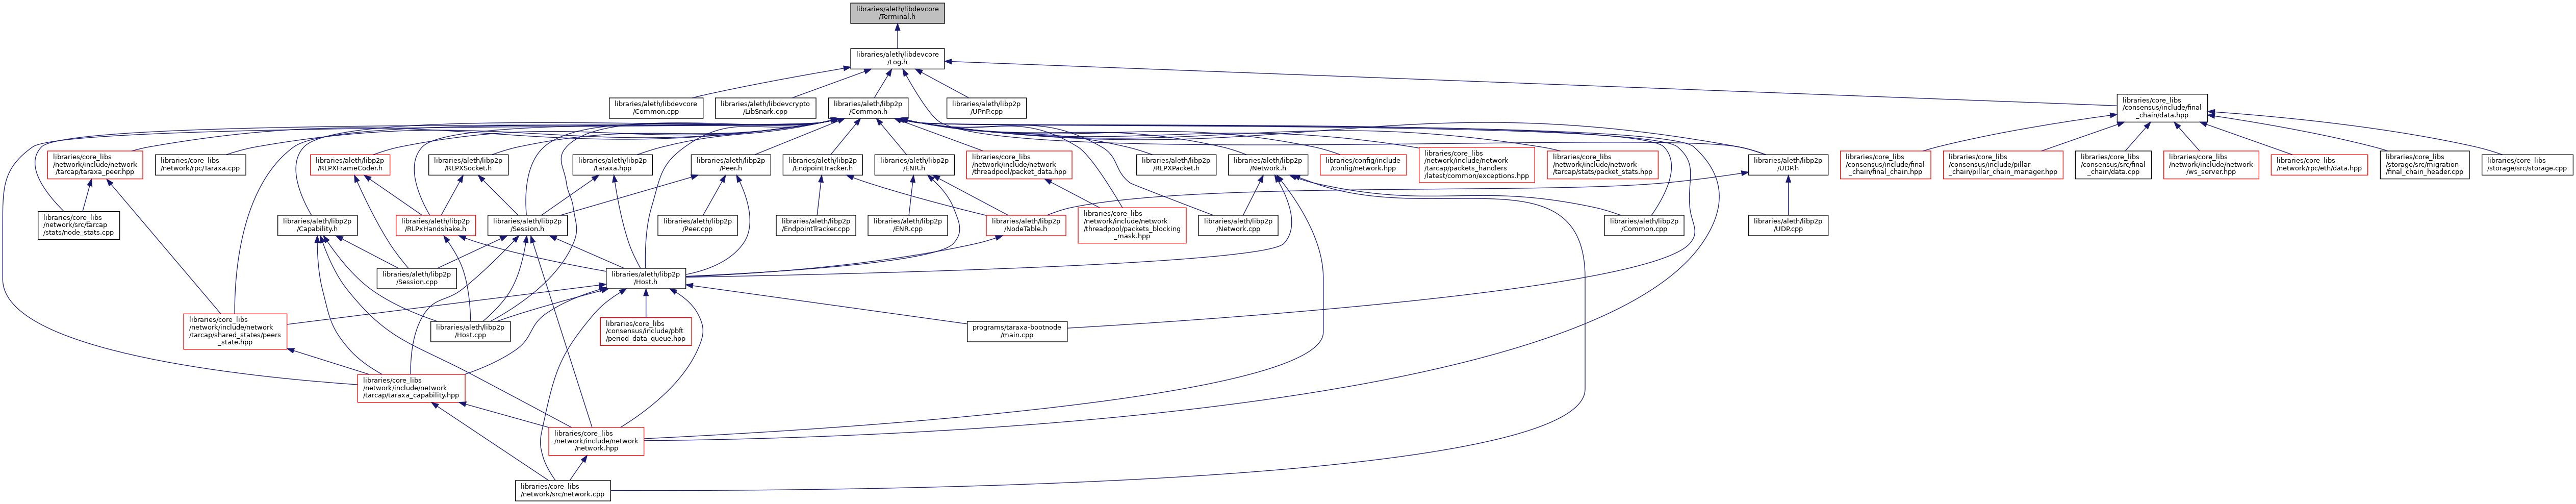 libraries/aleth/libdevcore
/Terminal.h
libraries/aleth/libdevcore
/Log.h
libraries/aleth/libdevcore
/Common.cpp
libraries/aleth/libdevcrypto
/LibSnark.cpp
libraries/aleth/libp2p
/Common.h
libraries/aleth/libp2p
/UPnP.cpp
libraries/core_libs
/consensus/include/final
_chain/data.hpp
libraries/core_libs
/network/include/network
/tarcap/taraxa_peer.hpp
libraries/core_libs
/network/rpc/Taraxa.cpp
libraries/aleth/libp2p
/RLPXFrameCoder.h
libraries/aleth/libp2p
/RLPXSocket.h
libraries/aleth/libp2p
/taraxa.hpp
libraries/aleth/libp2p
/Peer.h
libraries/aleth/libp2p
/EndpointTracker.h
libraries/aleth/libp2p
/ENR.h
libraries/core_libs
/network/include/network
/threadpool/packet_data.hpp
libraries/aleth/libp2p
/RLPXPacket.h
libraries/aleth/libp2p
/Network.h
libraries/config/include
/config/network.hpp
libraries/core_libs
/network/include/network
/tarcap/packets_handlers
/latest/common/exceptions.hpp
libraries/core_libs
/network/include/network
/tarcap/stats/packet_stats.hpp
libraries/aleth/libp2p
/UDP.h
libraries/core_libs
/consensus/include/final
_chain/final_chain.hpp
libraries/core_libs
/consensus/include/pillar
_chain/pillar_chain_manager.hpp
libraries/core_libs
/consensus/src/final
_chain/data.cpp
libraries/core_libs
/network/include/network
/ws_server.hpp
libraries/core_libs
/network/rpc/eth/data.hpp
libraries/core_libs
/storage/src/migration
/final_chain_header.cpp
libraries/core_libs
/storage/src/storage.cpp
libraries/core_libs
/network/src/tarcap
/stats/node_stats.cpp
libraries/aleth/libp2p
/Capability.h
libraries/aleth/libp2p
/RLPxHandshake.h
libraries/aleth/libp2p
/Session.h
libraries/aleth/libp2p
/Peer.cpp
libraries/aleth/libp2p
/EndpointTracker.cpp
libraries/aleth/libp2p
/ENR.cpp
libraries/aleth/libp2p
/NodeTable.h
libraries/core_libs
/network/include/network
/threadpool/packets_blocking
_mask.hpp
libraries/aleth/libp2p
/Network.cpp
libraries/aleth/libp2p
/Common.cpp
libraries/aleth/libp2p
/UDP.cpp
libraries/aleth/libp2p
/Session.cpp
libraries/aleth/libp2p
/Host.h
libraries/core_libs
/network/include/network
/tarcap/shared_states/peers
_state.hpp
libraries/aleth/libp2p
/Host.cpp
libraries/core_libs
/consensus/include/pbft
/period_data_queue.hpp
programs/taraxa-bootnode
/main.cpp
libraries/core_libs
/network/include/network
/tarcap/taraxa_capability.hpp
libraries/core_libs
/network/include/network
/network.hpp
libraries/core_libs
/network/src/network.cpp